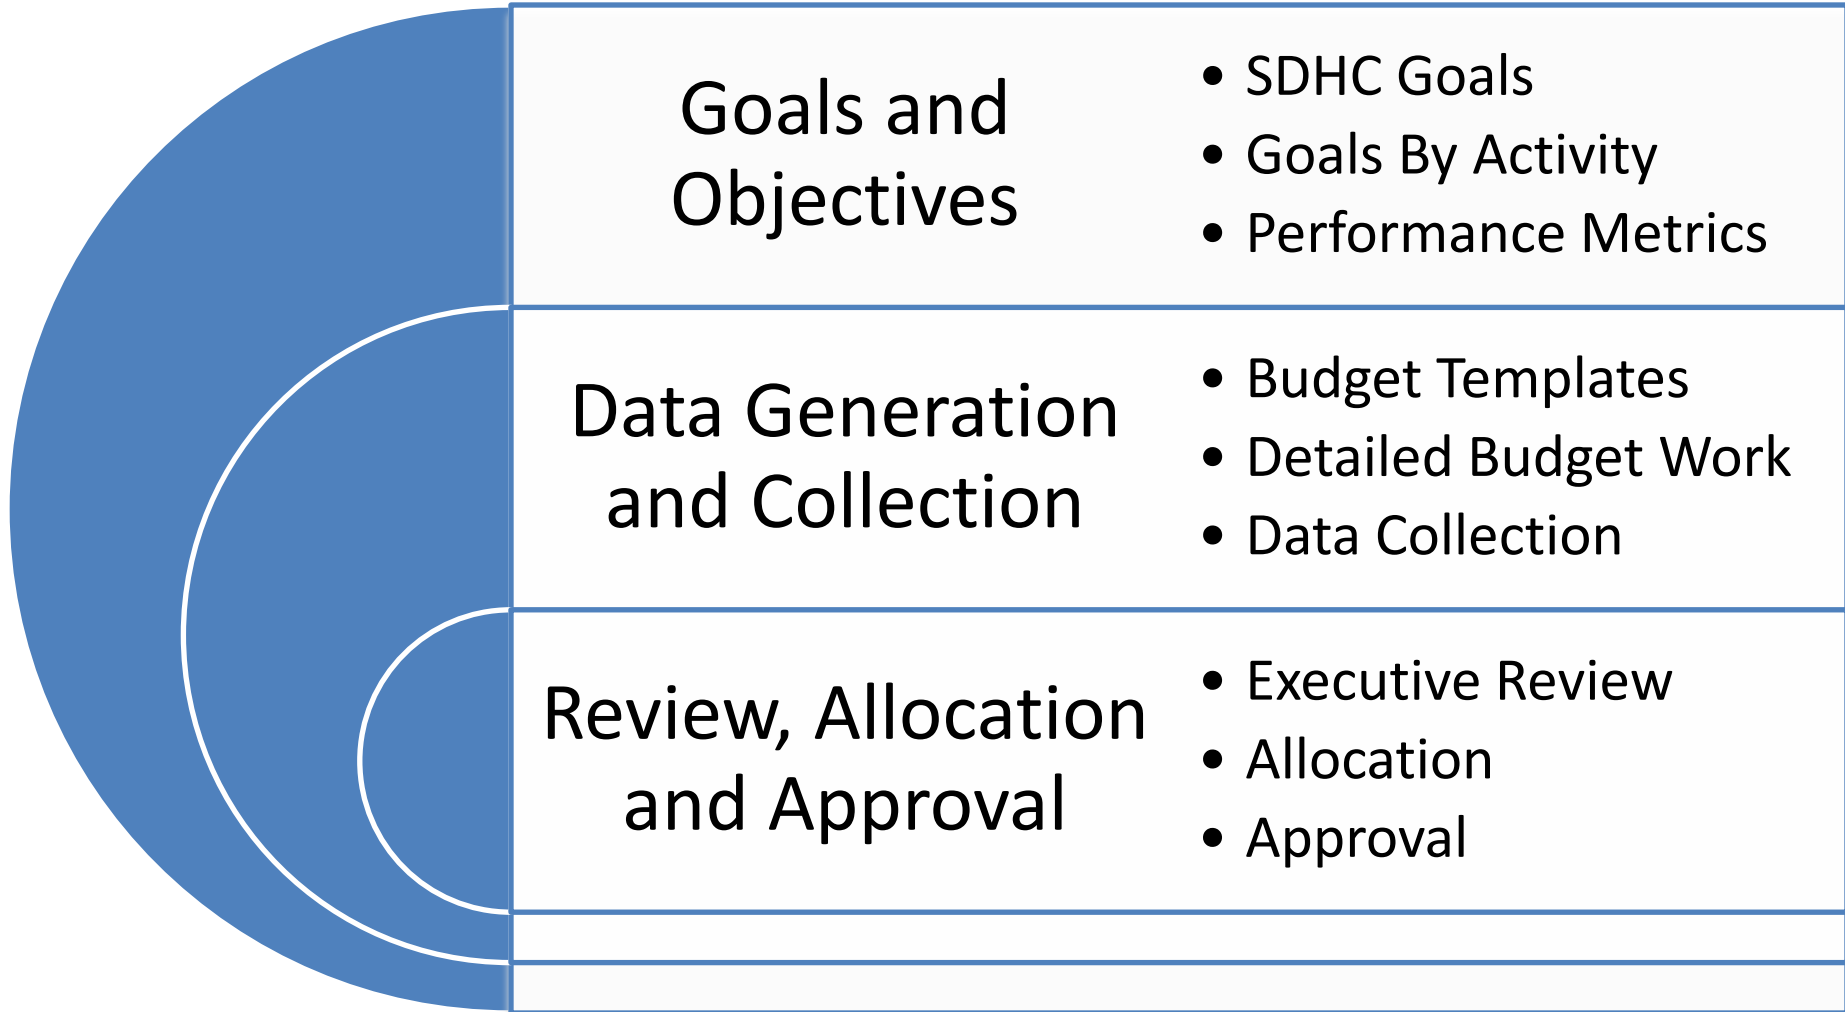 Goals and
Objectives
• SDHC Goals
• Goals By Activity
• Performance Metrics
Data Generation
and Collection
• Budget Templates
• Detailed Budget Work
• Data Collection
Review, Allocation
and Approval
• Executive Review
• Allocation
• Approval